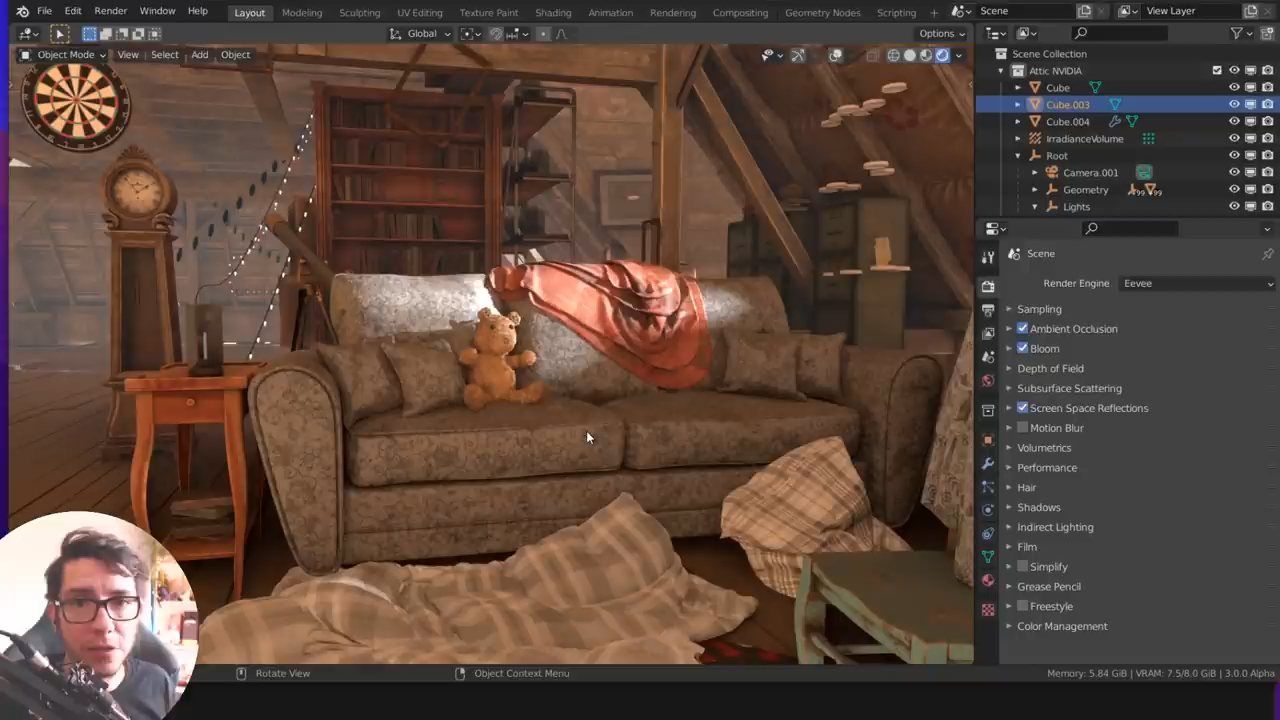 File Edit Render Window Help Layout Modeling Sculpting UV Editing Texture Paint Shading Animation Rendering Compositing Geometry Nodes Scripting + Scene View Layer
Global Options
Object Mode View Select Add Object
Scene Collection
Attic NVIDIA
Cube
Cube.003
Cube.004
IrradianceVolume
Root
Camera.001
Geometry 99 99
Lights
Scene
Render Engine Eevee
Sampling
Ambient Occlusion
Bloom
Depth of Field
Subsurface Scattering
Screen Space Reflections
Motion Blur
Volumetrics
Performance
Hair
Shadows
Indirect Lighting
Film
Simplify
Grease Pencil
Freestyle
Color Management
Rotate View Object Context Menu Memory: 5.84 GiB | VRAM: 7.5/8.0 GiB | 3.0.0 Alpha